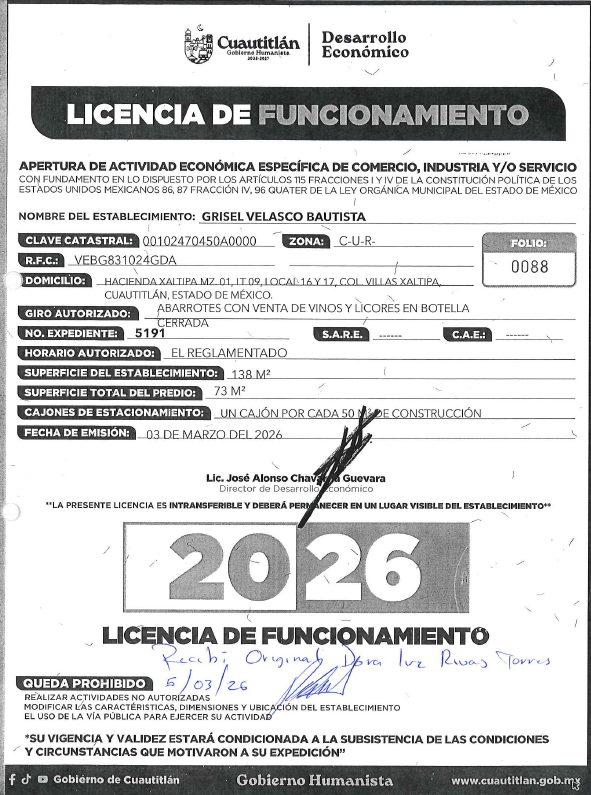 Cuautitlán
Gobierno Humanista
2025-2027
Desarrollo
Económico
LICENCIA DE FUNCIONAMIENTO
APERTURA DE ACTIVIDAD ECONÓMICA ESPECÍFICA DE COMERCIO, INDUSTRIA Y/O SERVICIO
CON FUNDAMENTO EN LO DISPUESTO POR LOS ARTÍCULOS 115 FRACCIONES I Y IV DE LA CONSTITUCIÓN POLÍTICA DE LOS
ESTADOS UNIDOS MEXICANOS 86, 87 FRACCIÓN IV, 96 QUATER DE LA LEY ORGÁNICA MUNICIPAL DEL ESTADO DE MÉXICO
NOMBRE DEL ESTABLECIMIENTO: GRISEL VELASCO BAUTISTA
CLAVE CATASTRAL: 00102470450A0000 ZONA: C-U-R-
FOLIO:
0088
R.F.C.: VEBG831024GDA
DOMICILIO: HACIENDA XALTIPA MZ. 01, LT 09, LOCAL 16 Y 17, COL. VILLAS XALTIPA,
CUAUTITLÁN, ESTADO DE MÉXICO.
GIRO AUTORIZADO: ABARROTES CON VENTA DE VINOS Y LICORES EN BOTELLA
CERRADA
NO. EXPEDIENTE: 5191 S.A.R.E. ------ C.A.E.: ------
HORARIO AUTORIZADO: EL REGLAMENTADO
SUPERFICIE DEL ESTABLECIMIENTO: 138 M²
SUPERFICIE TOTAL DEL PREDIO: 73 M²
CAJONES DE ESTACIONAMIENTO: UN CAJÓN POR CADA 50 M² DE CONSTRUCCIÓN
FECHA DE EMISIÓN: 03 DE MARZO DEL 2026
Lic. José Alonso Guevara
Director de Desarrollo Económico
**LA PRESENTE LICENCIA ES INTRANSFERIBLE Y DEBERÁ PERMANECER EN UN LUGAR VISIBLE DEL ESTABLECIMIENTO**
2026
LICENCIA DE FUNCIONAMIENTO
Recibi Original Dora luz Rivas Torres
5/03/26
QUEDA PROHIBIDO
REALIZAR ACTIVIDADES NO AUTORIZADAS
MODIFICAR LAS CARACTERÍSTICAS, DIMENSIONES Y UBICACIÓN DEL ESTABLECIMIENTO
EL USO DE LA VÍA PÚBLICA PARA EJERCER SU ACTIVIDAD
*SU VIGENCIA Y VALIDEZ ESTARÁ CONDICIONADA A LA SUBSISTENCIA DE LAS CONDICIONES
Y CIRCUNSTANCIAS QUE MOTIVARON A SU EXPEDICIÓN"
Gobierno de Cuautitlán
Gobierno Humanista
www.cuautitlan.gob.mx